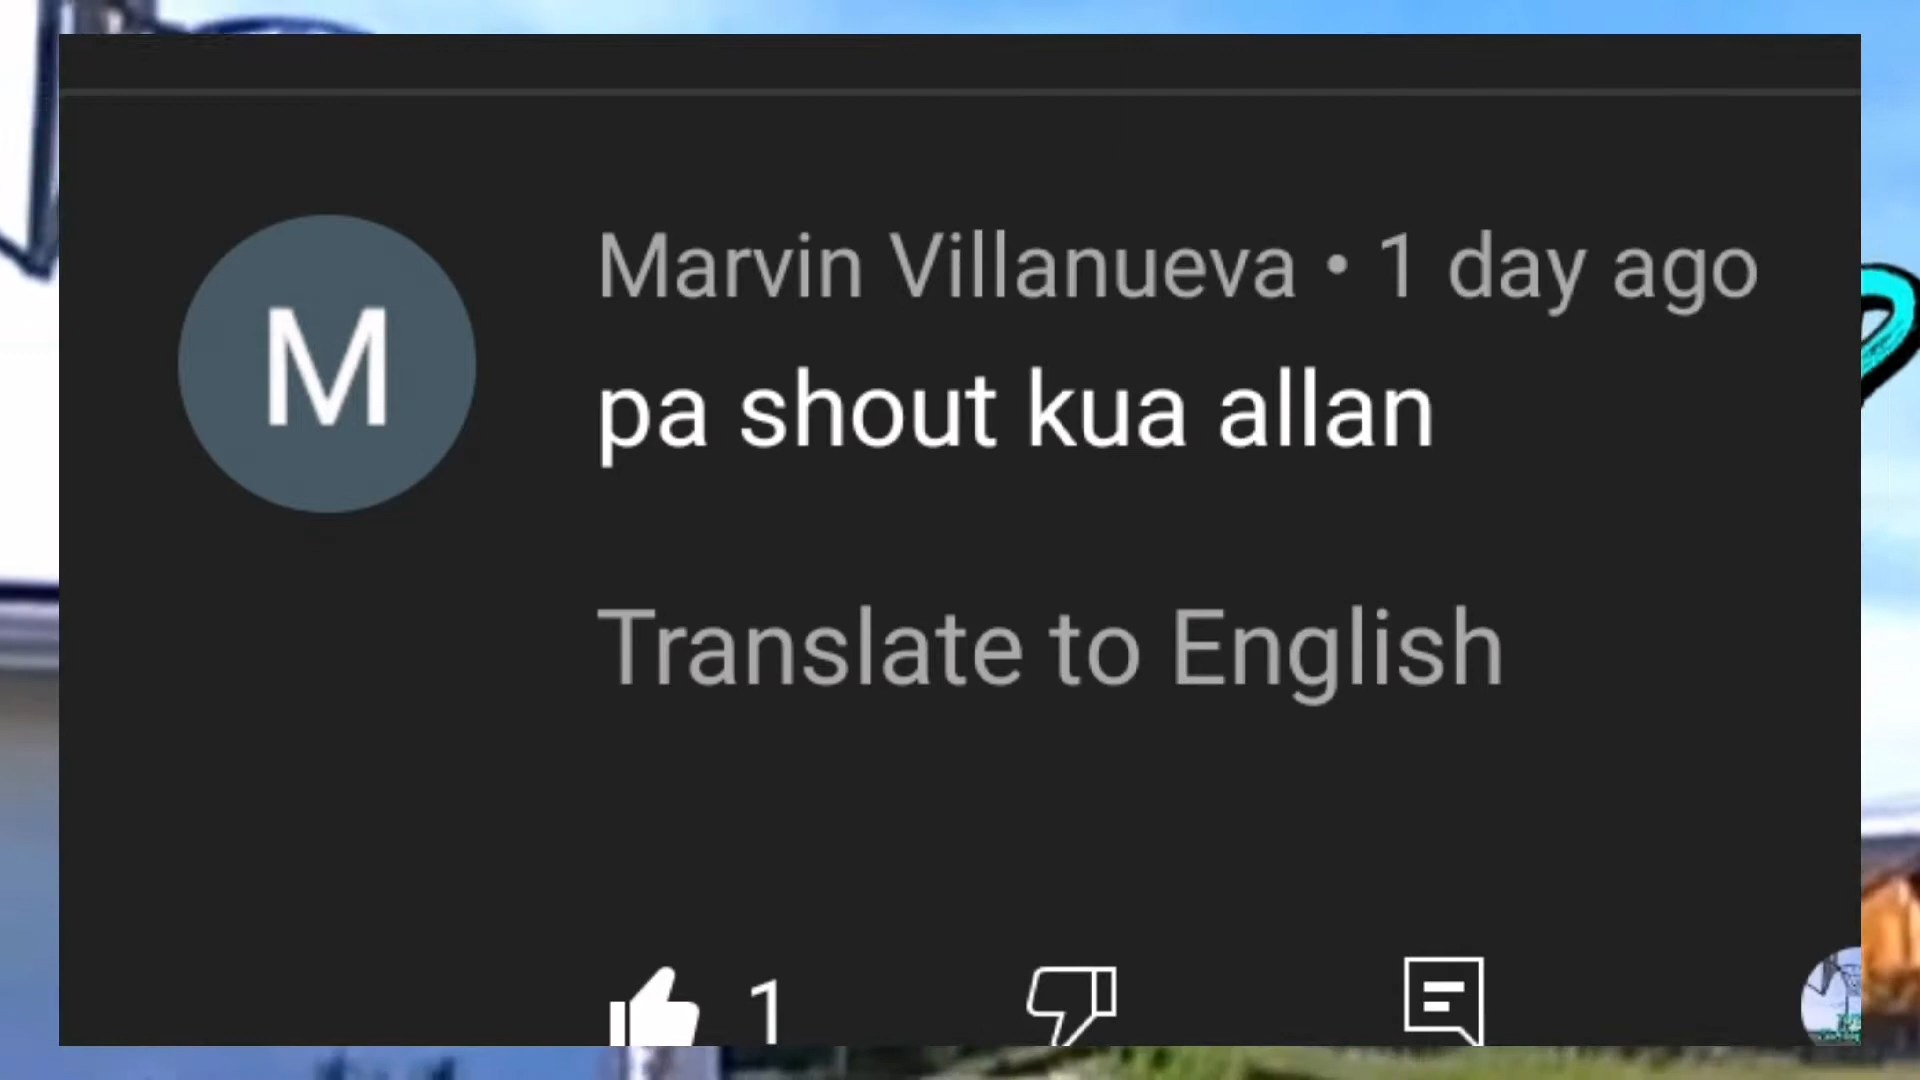 M
Marvin Villanueva • 1 day ago
pa shout kua allan
Translate to English
1